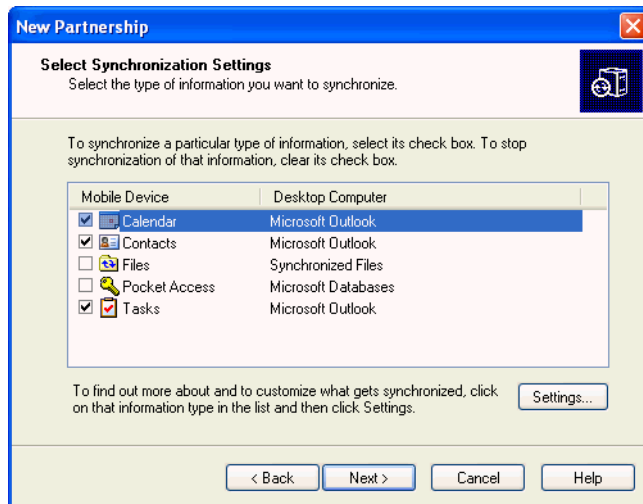 New Partnership
Select Synchronization Settings
Select the type of information you want to synchronize.
To synchronize a particular type of information, select its check box. To stop
synchronization of that information, clear its check box.
Mobile Device Desktop Computer
Calendar Microsoft Outlook
Contacts Microsoft Outlook
Files Synchronized Files
Pocket Access Microsoft Databases
Tasks Microsoft Outlook
To find out more about and to customize what gets synchronized, click
on that information type in the list and then click Settings.
Settings...
< Back Next > Cancel Help